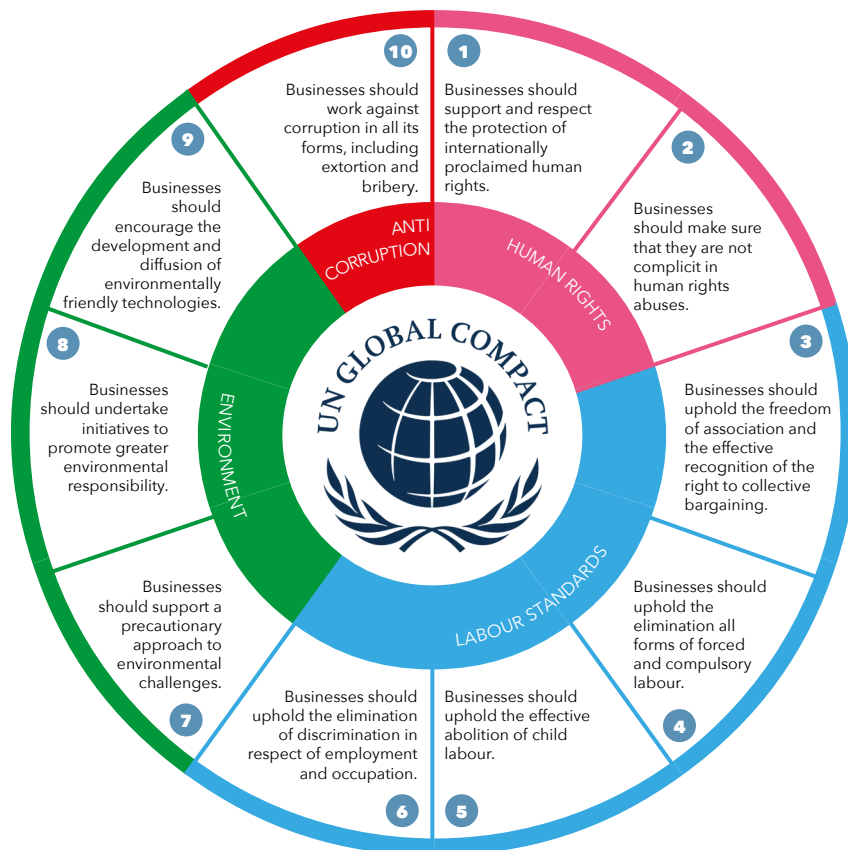 1
Businesses should
support and respect
the protection of
internationally
proclaimed human
rights.
2
Businesses
should make sure
that they are not
complicit in
human rights
abuses.
3
Businesses should
uphold the freedom
of association and
the effective
recognition of the
right to collective
bargaining.
Businesses should
uphold the
elimination all
forms of forced
and compulsory
labour.
4
Businesses should
uphold the effective
abolition of child
labour.
5
Businesses should
uphold the elimination
of discrimination in
respect of employment
and occupation.
6
Businesses
should support a
precautionary
approach to
environmental
challenges.
7
8
Businesses
should undertake
initiatives to
promote greater
environmental
responsibility.
9
Businesses
should
encourage the
development and
diffusion of
environmentally
friendly technologies.
10
Businesses should
work against
corruption in all its
forms, including
extortion and
bribery.
ANTI
CORRUPTION
HUMAN RIGHTS
LABOUR STANDARDS
ENVIRONMENT
UN GLOBAL COMPACT